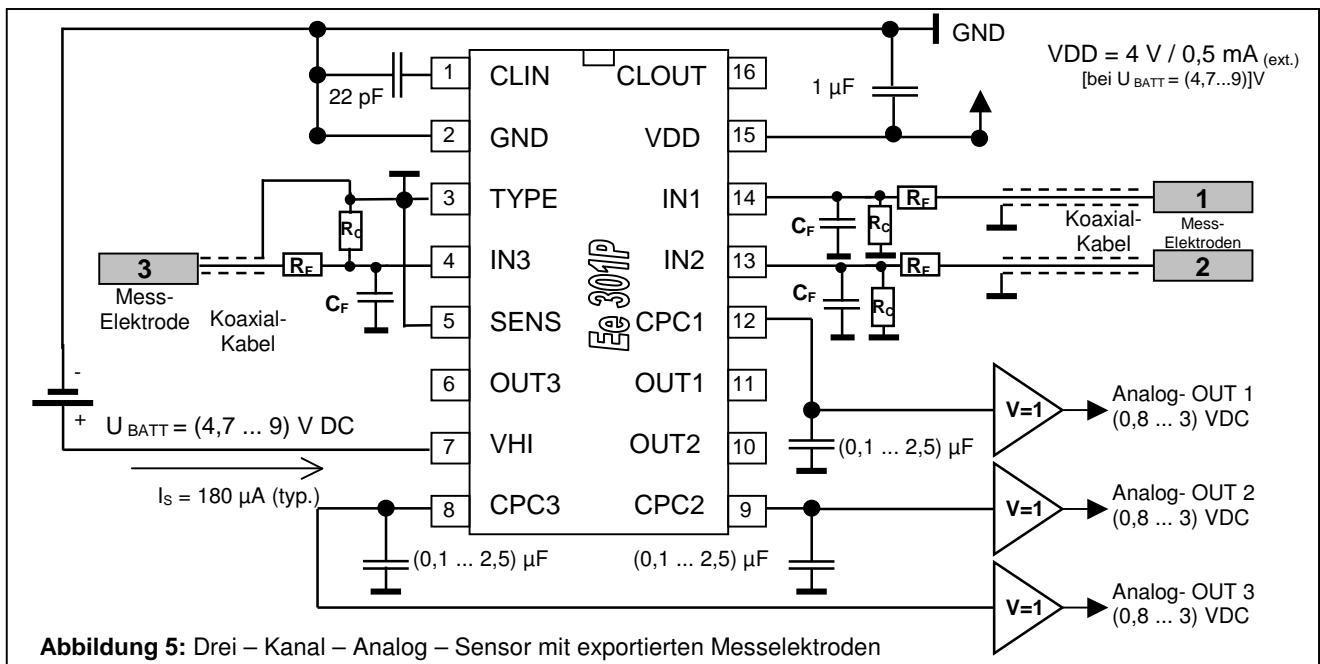 GND
VDD = 4 V / 0,5 mA (ext.)
[bei U BATT = (4,7...9)]V
1 CLIN CLOUT 16
22 pF
1 µF
2 GND VDD 15
3 TYPE IN1 14
RC
CF
RC
RF
1
Koaxial-
Kabel
Mess-
Elektroden
3
RF
4 IN3 IN2 13
RF
2
Mess-
Elektrode
Koaxial-
Kabel
CF
CF
RC
Ee 301P
5 SENS CPC1 12
6 OUT3 OUT1 11
-
+
U BATT = (4,7 ... 9) V DC
7 VHI OUT2 10
(0,1 ... 2,5) µF
V=1
Analog- OUT 1
(0,8 ... 3) VDC
IS = 180 µA (typ.)
8 CPC3 CPC2 9
V=1
Analog- OUT 2
(0,8 ... 3) VDC
(0,1 ... 2,5) µF
(0,1 ... 2,5) µF
V=1
Analog- OUT 3
(0,8 ... 3) VDC
Abbildung 5: Drei – Kanal – Analog – Sensor mit exportierten Messelektroden